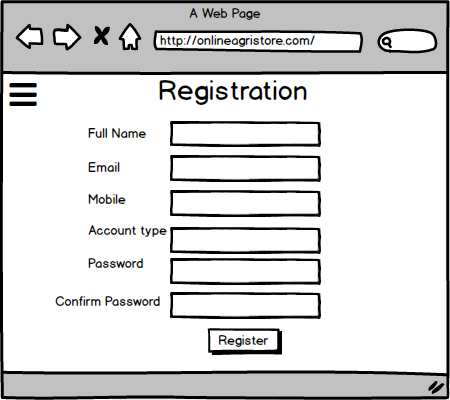 A Web Page
http://onlineagristore.com/
Registration
Full Name
Email
Mobile
Account type
Password
Confirm Password
Register